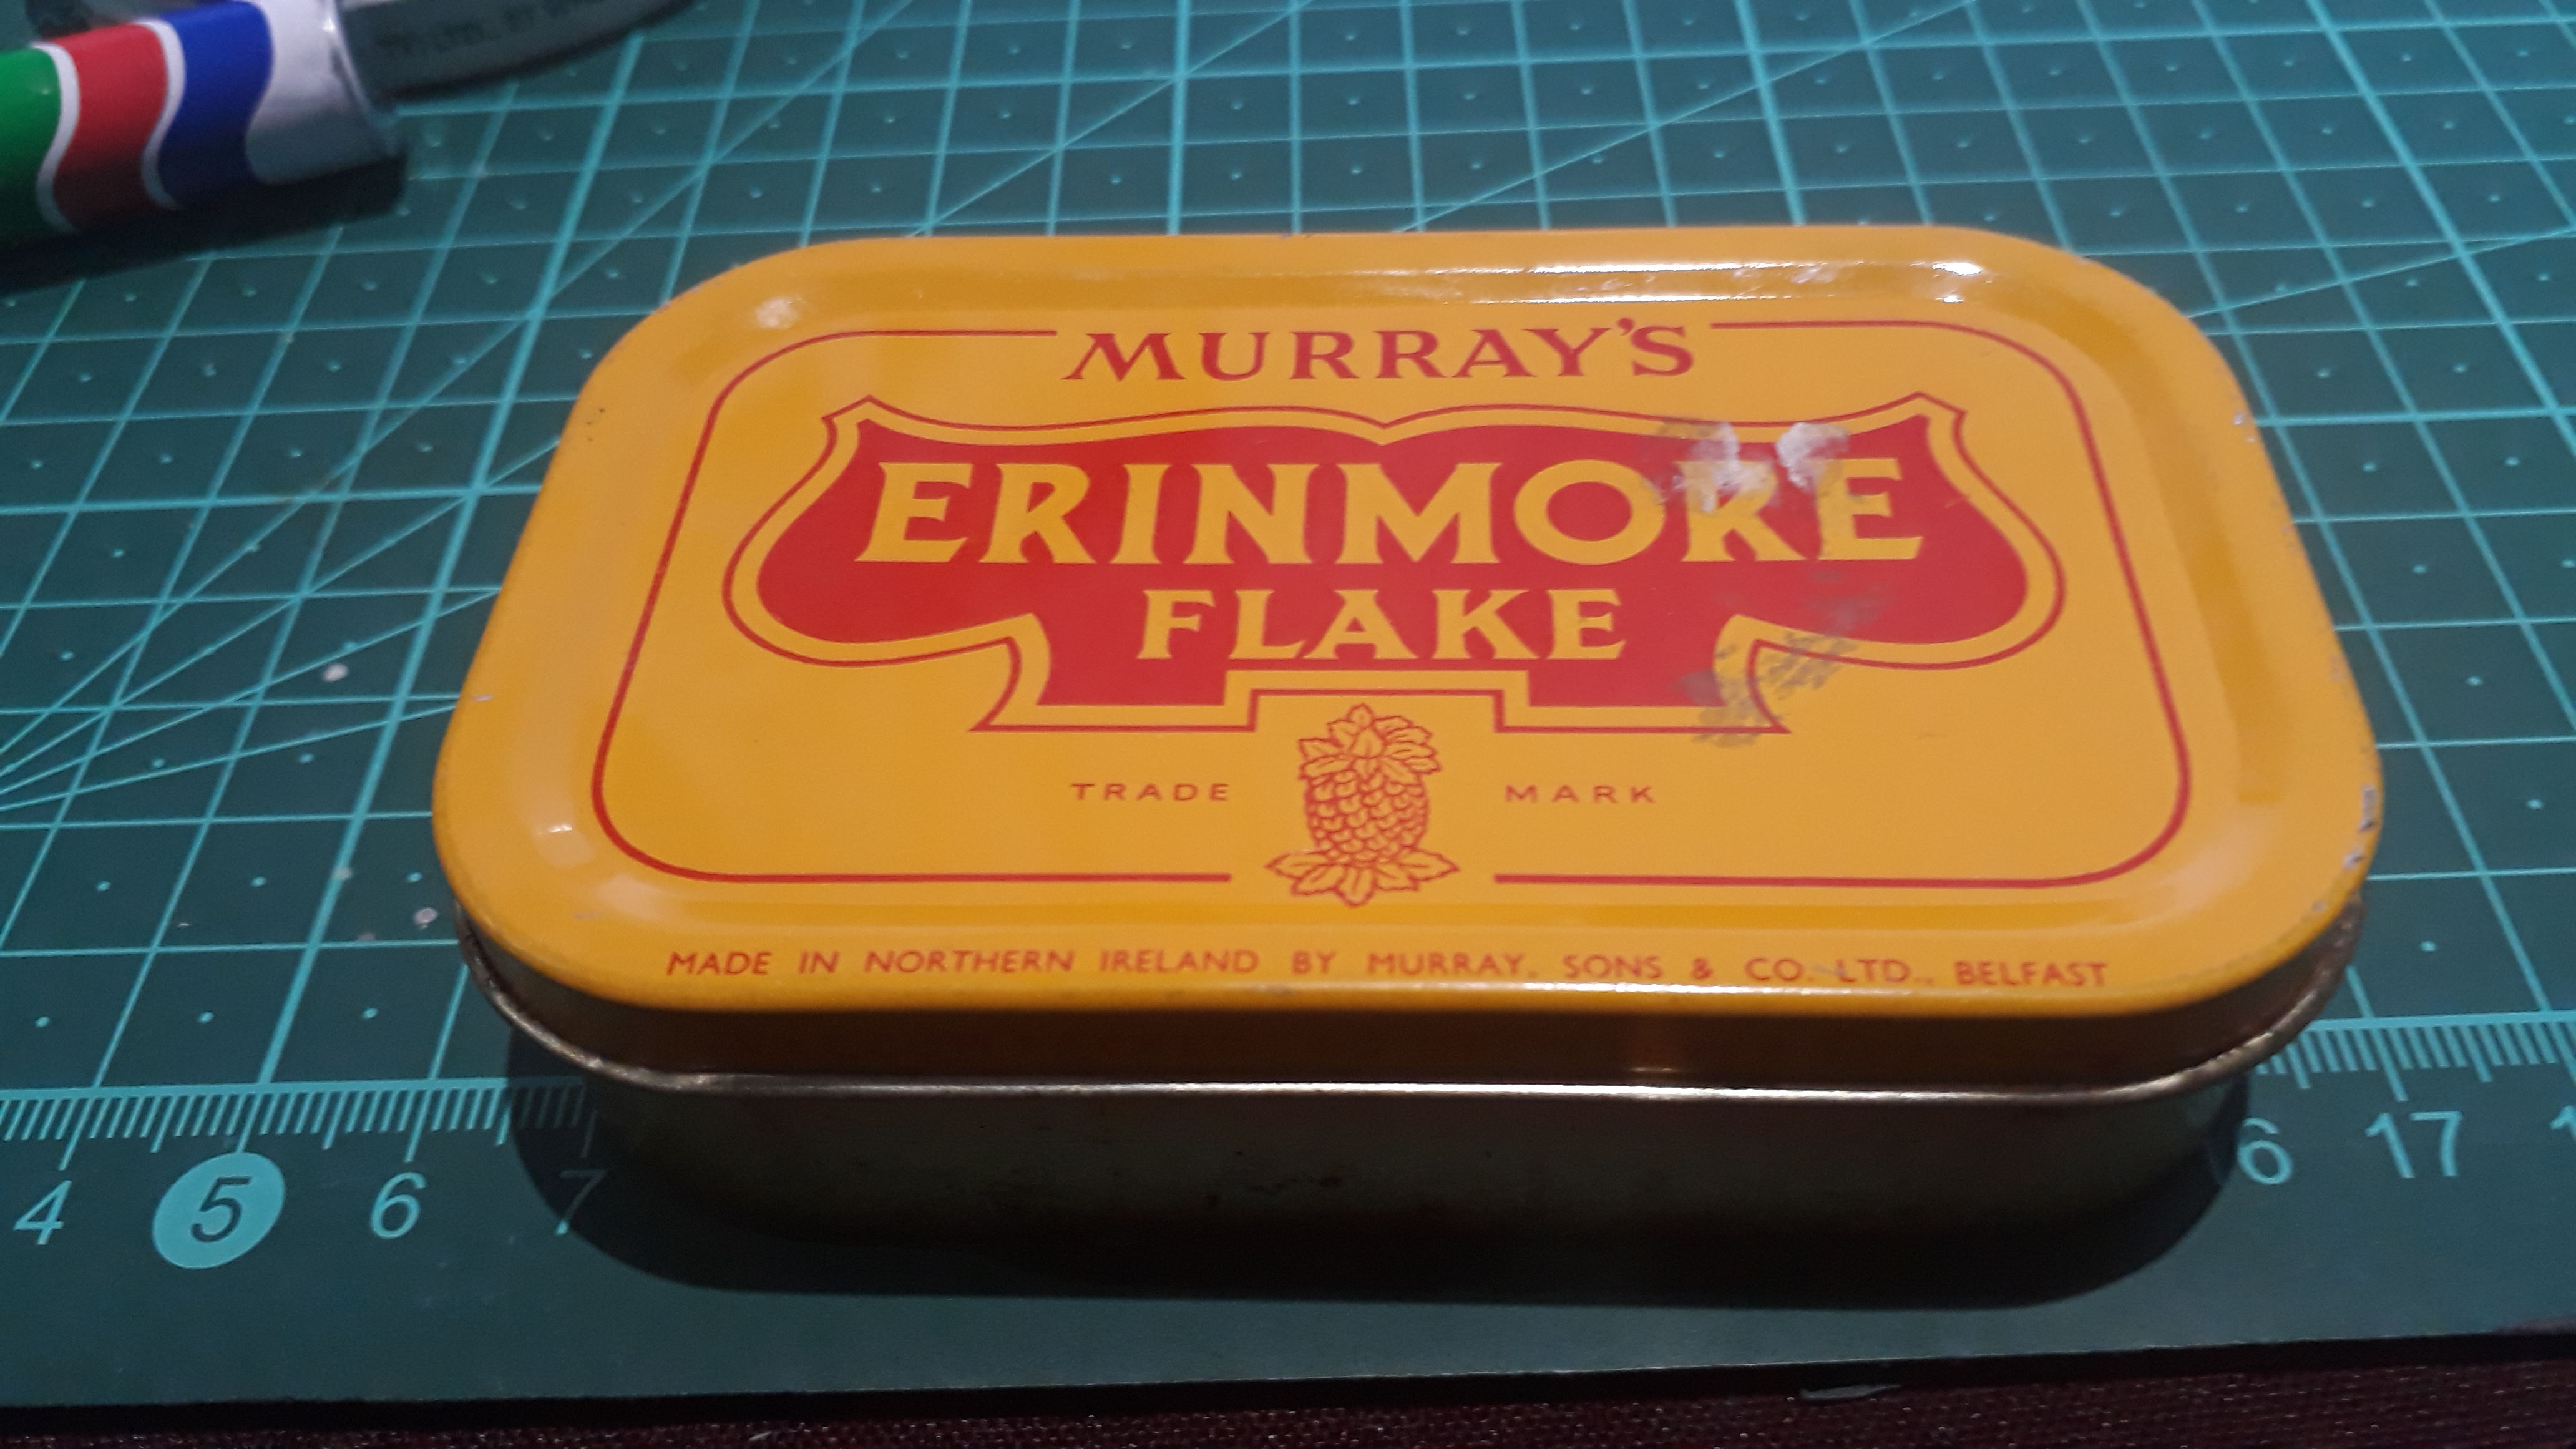 MURRAY'S
ERINMORE
FLAKE
TRADE MARK
MADE IN NORTHERN IRELAND BY MURRAY, SONS & CO. LTD., BELFAST
4 5 6 7 6 17